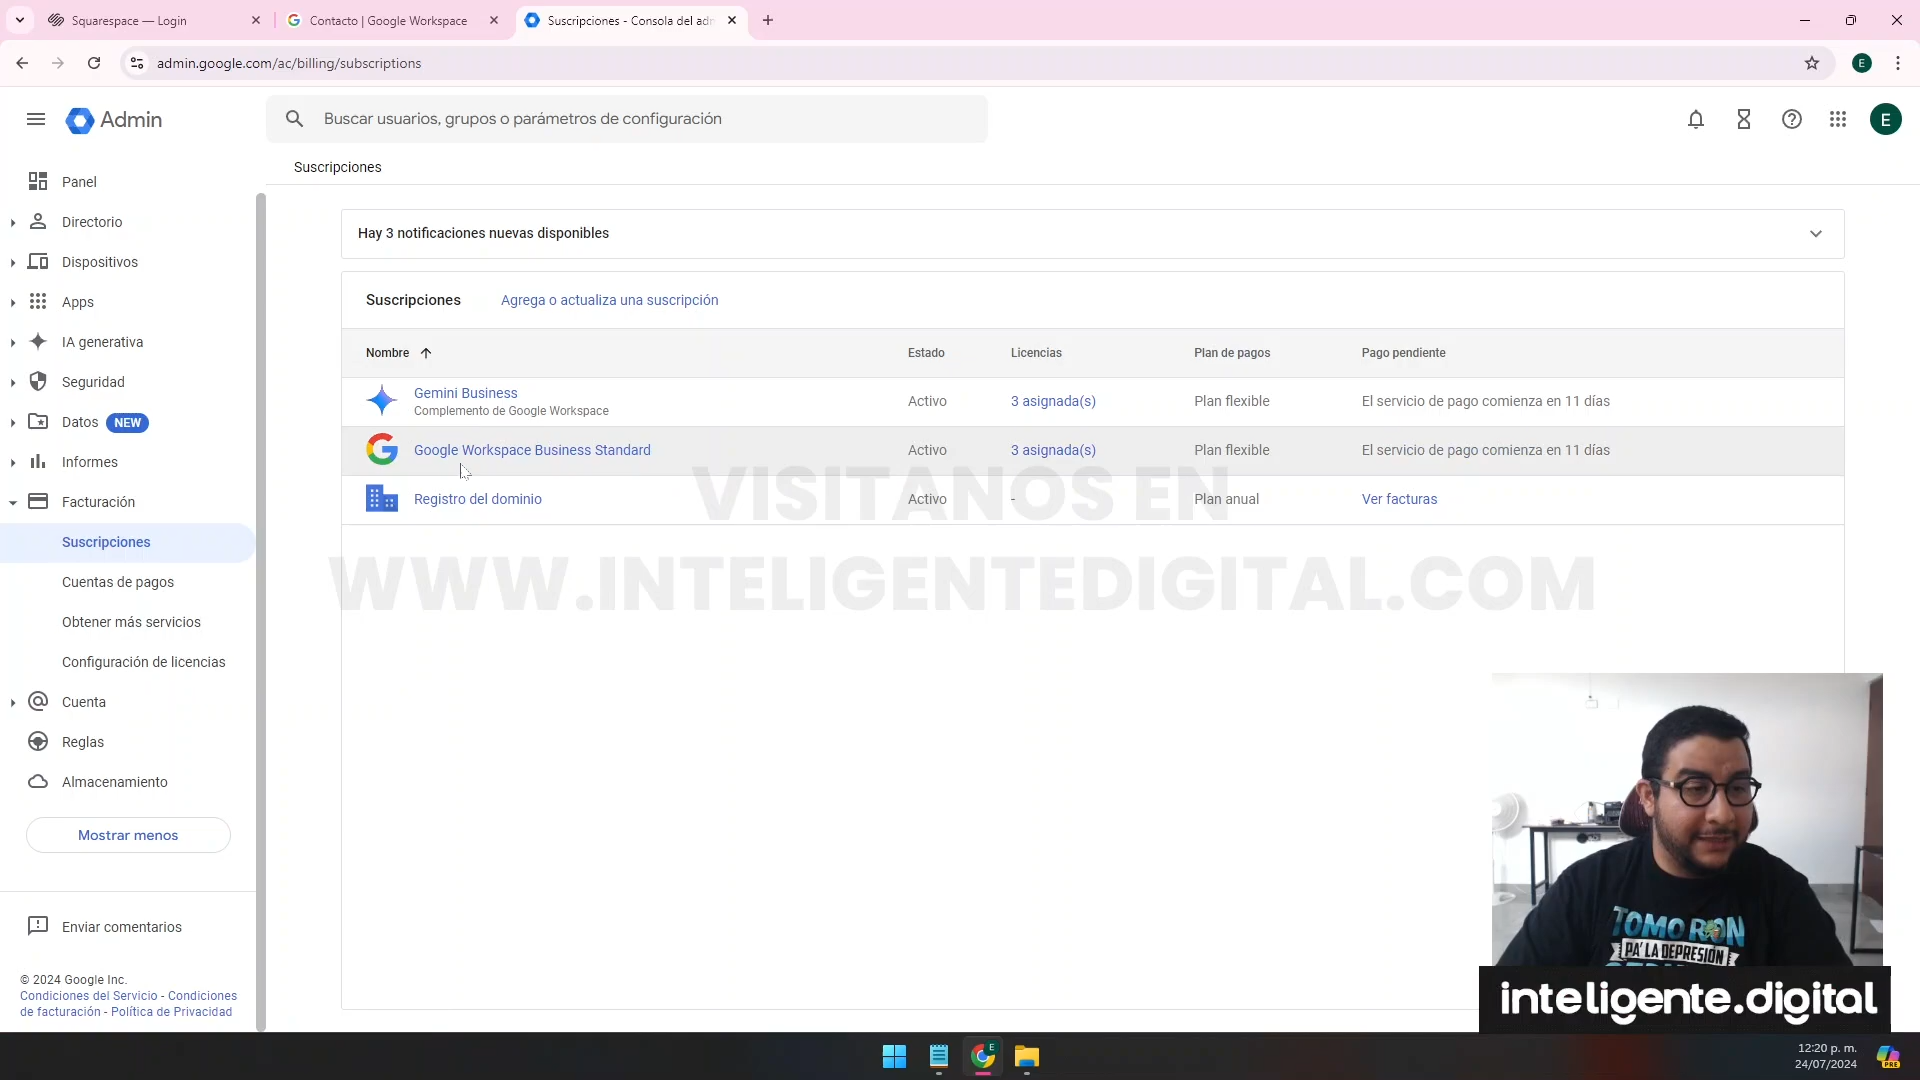 Squarespace — Login
Contacto | Google Workspace
Suscripciones - Consola del adm
admin.google.com/ac/billing/subscriptions
E
Admin
Buscar usuarios, grupos o parámetros de configuración
E
Suscripciones
Panel
Directorio
Dispositivos
Apps
IA generativa
Seguridad
Datos NEW
Informes
Facturación
Suscripciones
Cuentas de pagos
Obtener más servicios
Configuración de licencias
Cuenta
Reglas
Almacenamiento
Mostrar menos
Enviar comentarios
© 2024 Google Inc.
Condiciones del Servicio - Condiciones
de facturación - Política de Privacidad
Hay 3 notificaciones nuevas disponibles
Suscripciones Agrega o actualiza una suscripción
Nombre Estado Licencias Plan de pagos Pago pendiente
Gemini Business Activo 3 asignada(s) Plan flexible El servicio de pago comienza en 11 días
Complemento de Google Workspace
Google Workspace Business Standard Activo 3 asignada(s) Plan flexible El servicio de pago comienza en 11 días
Registro del dominio Activo - Plan anual Ver facturas
VISITANOS EN
WWW.INTELIGENTEDIGITAL.COM
TOMO RON
PA' LA DEPRESIÓN
inteligente.digital
E
12:20 p. m.
24/07/2024
PRE